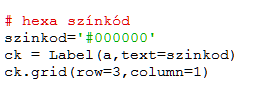 # hexa színkód
szinkod='#000000'
ck = Label(a,text=szinkod)
ck.grid(row=3,column=1)